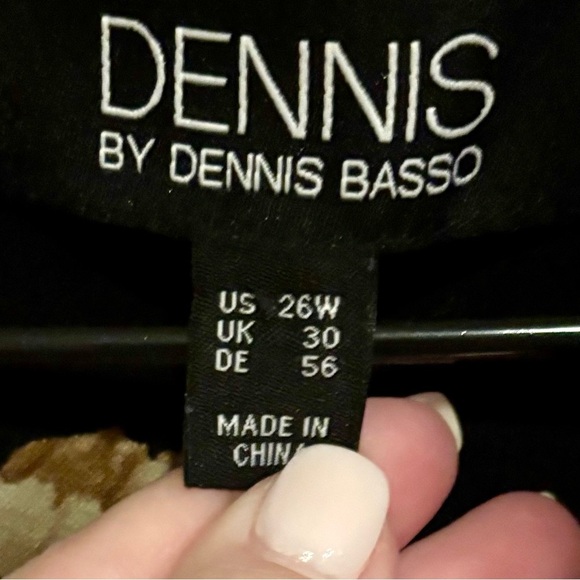 DENNIS
BY DENNIS BASSO
US 26W
UK 30
DE 56
MADE IN
CHINA